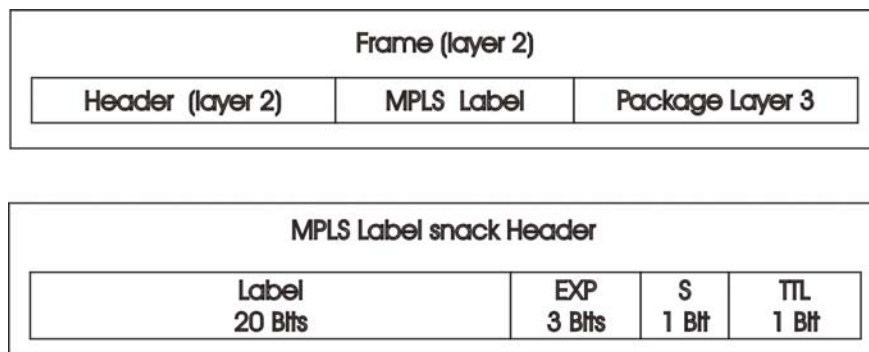 Frame (layer 2)
Header (layer 2) MPLS Label Package Layer 3
MPLS Label snack Header
Label EXP S TTL
20 Bits 3 Bits 1 Bit 1 Bit